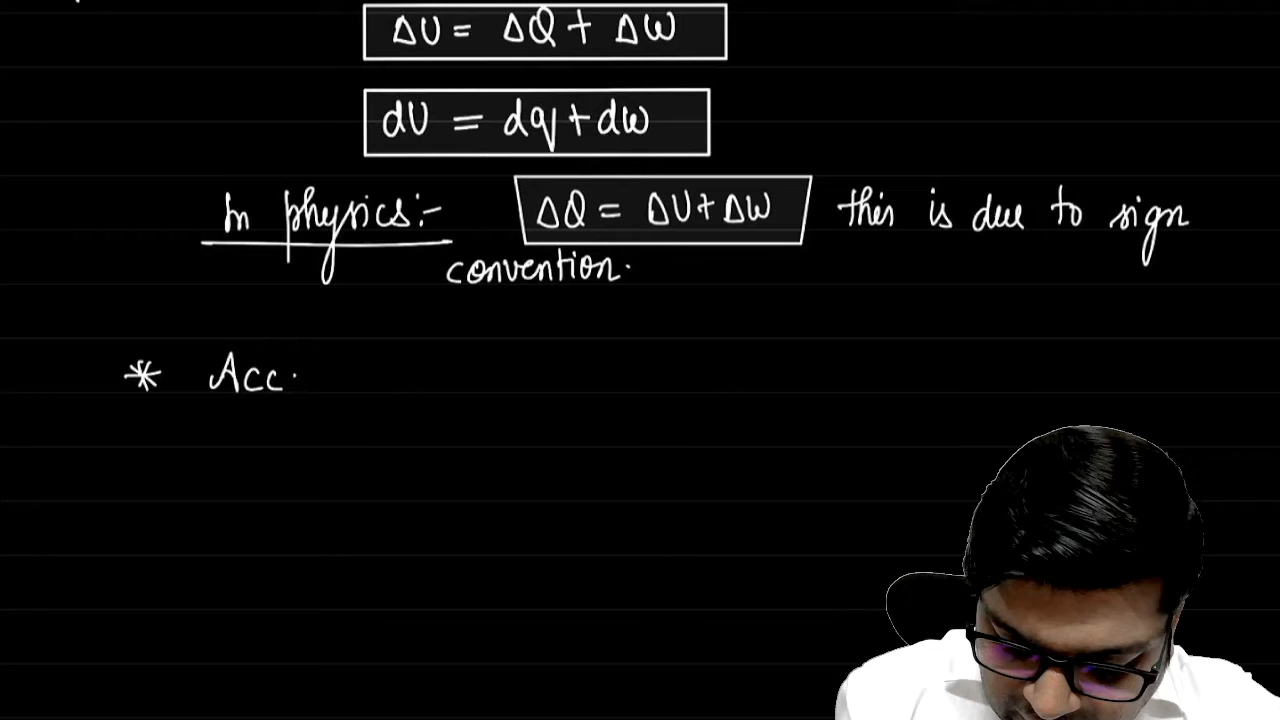 ΔU = ΔQ + ΔW
dU = dq + dw
In physics:- ΔQ = ΔU + ΔW this is due to sign
convention.
* Acc.